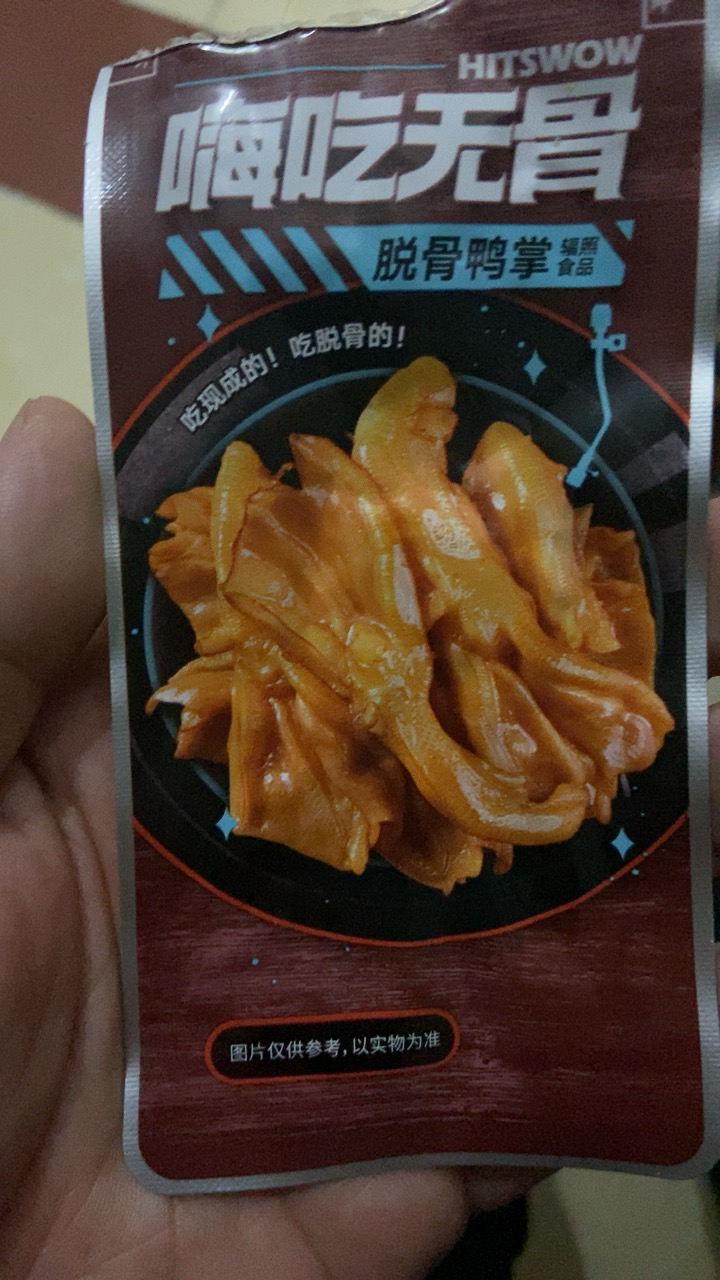 HITSWOW
嗨吃无骨
脱骨鸭掌 辐照
食品
吃现成的！吃脱骨的！
图片仅供参考，以实物为准